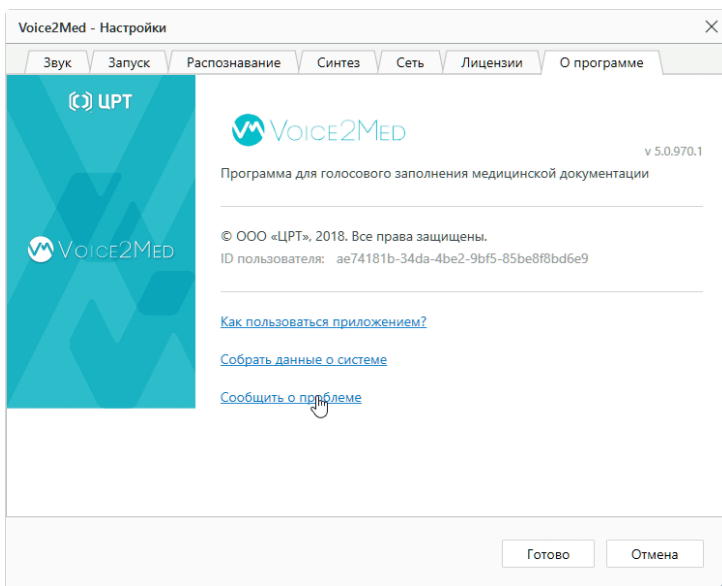 Voice2Med - Настройки
Звук Запуск Распознавание Синтез Сеть Лицензии О программе
ЦРТ
VOICE2MED
VOICE2MED
v 5.0.970.1
Программа для голосового заполнения медицинской документации
© ООО «ЦРТ», 2018. Все права защищены.
ID пользователя: ae74181b-34da-4be2-9bf5-85be8f8bd6e9
Как пользоваться приложением?
Собрать данные о системе
Сообщить о проблеме
Готово Отмена